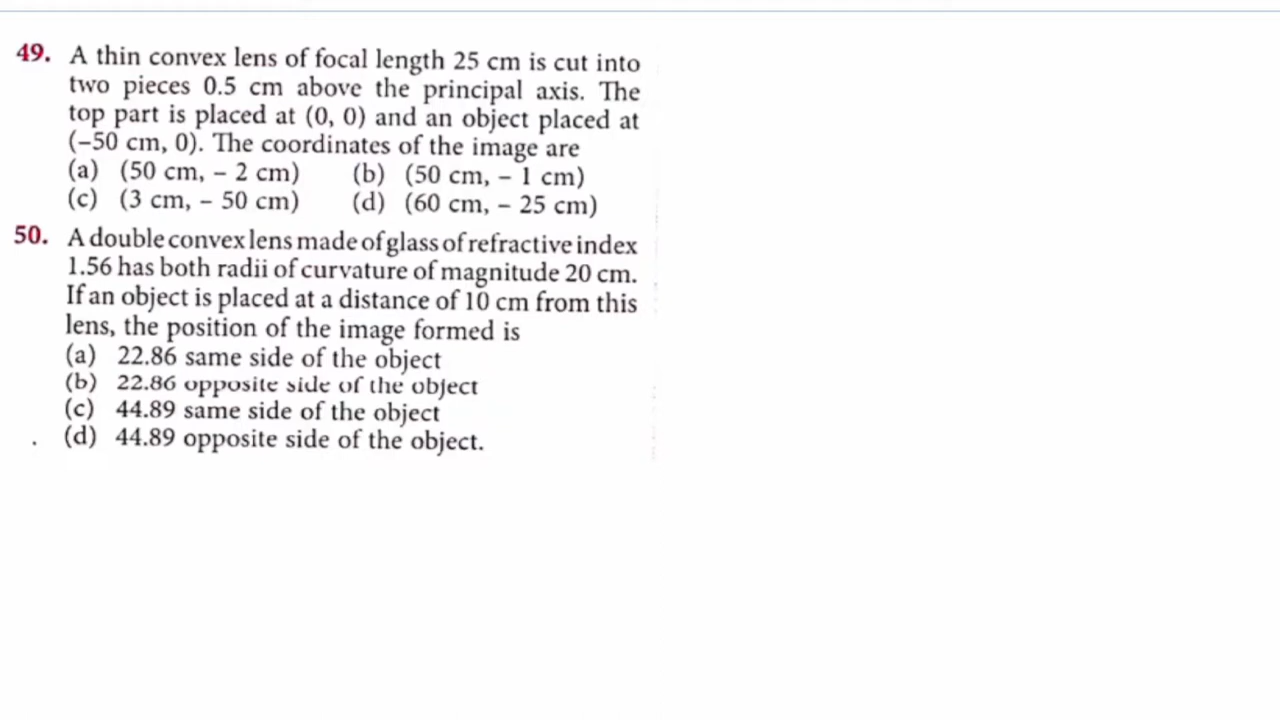 49. A thin convex lens of focal length 25 cm is cut into
two pieces 0.5 cm above the principal axis. The
top part is placed at (0, 0) and an object placed at
(−50 cm, 0). The coordinates of the image are
(a) (50 cm, − 2 cm) (b) (50 cm, − 1 cm)
(c) (3 cm, − 50 cm) (d) (60 cm, − 25 cm)
50. A double convex lens made of glass of refractive index
1.56 has both radii of curvature of magnitude 20 cm.
If an object is placed at a distance of 10 cm from this
lens, the position of the image formed is
(a) 22.86 same side of the object
(b) 22.86 opposite side of the object
(c) 44.89 same side of the object
(d) 44.89 opposite side of the object.